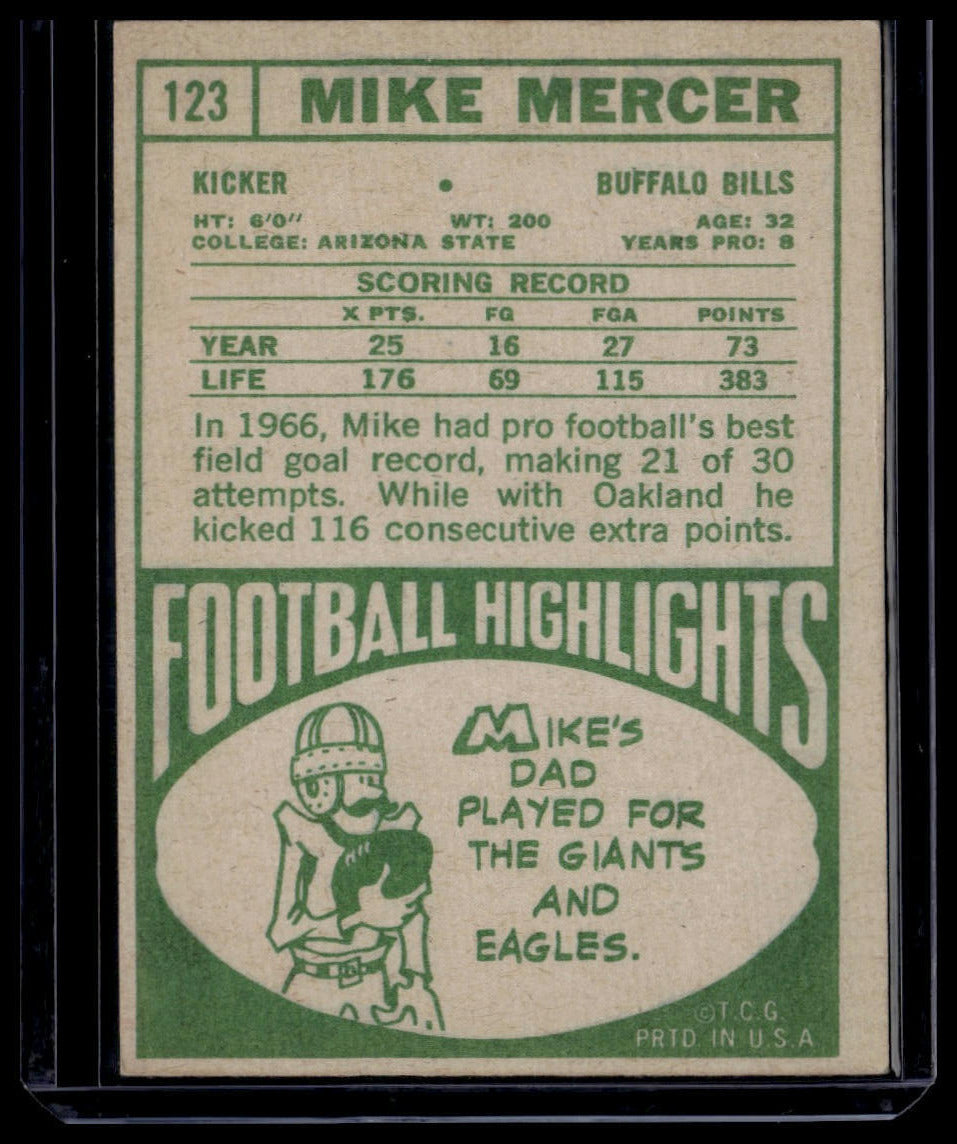 123 MIKE MERCER
KICKER • BUFFALO BILLS
HT: 6'0" WT: 200 AGE: 32
COLLEGE: ARIZONA STATE YEARS PRO: 8
SCORING RECORD
X PTS. FG FGA POINTS
YEAR 25 16 27 73
LIFE 176 69 115 383
In 1966, Mike had pro football's best
field goal record, making 21 of 30
attempts. While with Oakland he
kicked 116 consecutive extra points.
FOOTBALL HIGHLIGHTS
MIKE'S
DAD
PLAYED FOR
THE GIANTS
AND
EAGLES.
©T.C.G.
PRTD. IN U.S.A